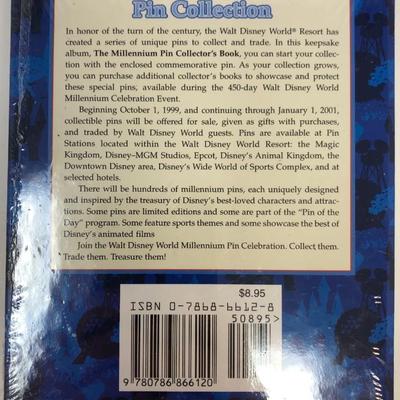 Pin Collection
In honor of the turn of the century, the Walt Disney World® Resort has
created a series of unique pins to collect and trade. In this keepsake
album, The Millennium Pin Collector's Book, you can start your collec-
tion with the enclosed commemorative pin. As your collection grows,
you can purchase additional collector's books to showcase and protect
these special pins, available during the 450-day Walt Disney World
Millennium Celebration Event.
Beginning October 1, 1999, and continuing through January 1, 2001,
collectible pins will be offered for sale, given as gifts with purchases,
and traded by Walt Disney World guests. Pins are available at Pin
Stations located within the Walt Disney World Resort: the Magic
Kingdom, Disney–MGM Studios, Epcot, Disney's Animal Kingdom, the
Downtown Disney area, Disney's Wide World of Sports Complex, and at
selected hotels.
There will be hundreds of millennium pins, each uniquely designed
and inspired by the treasury of Disney's best-loved characters and attrac-
tions. Some pins are limited editions and some are part of the "Pin of the
Day" program. Some feature sports themes and some showcase the best of
Disney's animated films
Join the Walt Disney World Millennium Pin Celebration. Collect them.
Trade them. Treasure them!
$8.95
ISBN 0-7868-6612-8
50895>
9 780786 866120